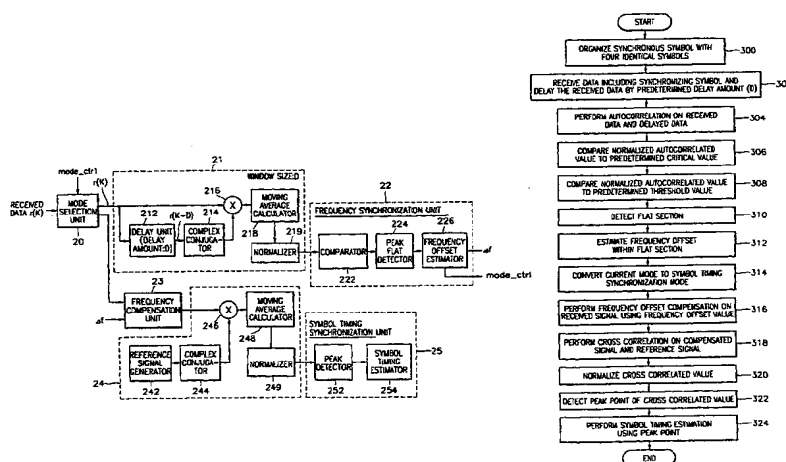 mode_ctrl
r(K)
RECEIVED
DATA r(K)
MODE
SELECTION
UNIT
20
21
WINDOW SIZE:D
212
r(K-D)
214
DELAY UNIT
(DELAY
AMOUNT:D)
COMPLEX
CONJUGA-
TOR
216
X
MOVING
AVERAGE
CALCULATOR
218
219
NORMALIZER
22
FREQUENCY SYNCHRONIZATION UNIT
224
226
COMPARATOR
222
PEAK
FLAT
DETECTOR
FREQUENCY
OFFSET
ESTIMATOR
Δf
mode_ctrl
23
FREQUENCY
COMPENSATION
UNIT
Δf
246
X
MOVING
AVERAGE
CALCULATOR
248
24
REFERENCE
SIGNAL
GENERATOR
242
COMPLEX
CONJUGA-
TOR
244
NORMALIZER
249
SYMBOL TIMING
SYNCHRONIZATION UNIT
25
PEAK
DETECTOR
252
SYMBOL
TIMING
ESTIMATOR
254
START
ORGANIZE SYNCHRONOUS SYMBOL WITH
FOUR IDENTICAL SYMBOLS
300
RECEIVE DATA INCLUDING SYNCHRONIZING SYMBOL AND
DELAY THE RECEIVED DATA BY PREDETERMINED DELAY AMOUNT (D)
PERFORM AUTOCORRELATION ON RECEIVED
DATA AND DELAYED DATA
304
COMPARE NORMALIZED AUTOCORRELATED
VALUE TO PREDETERMINED CRITICAL VALUE
306
COMPARE NORMALIZED AUTOCORRELATED VALUE TO
PREDETERMINED THRESHOLD VALUE
308
DETECT FLAT SECTION
310
ESTIMATE FREQUENCY OFFSET
WITHIN FLAT SECTION
312
CONVERT CURRENT MODE TO SYMBOL TIMING
SYNCHRONIZATION MODE
314
PERFORM FREQUENCY OFFSET COMPENSATION ON
RECEIVED SIGNAL USING FREQUENCY OFFSET VALUE
316
PERFORM CROSS CORRELATION ON COMPENSATED
SIGNAL AND REFERENCE SIGNAL
318
NORMALIZE CROSS CORRELATED VALUE
320
DETECT PEAK POINT OF CROSS CORRELATED VALUE
322
PERFORM SYMBOL TIMING ESTIMATION
USING PEAK POINT
324
END